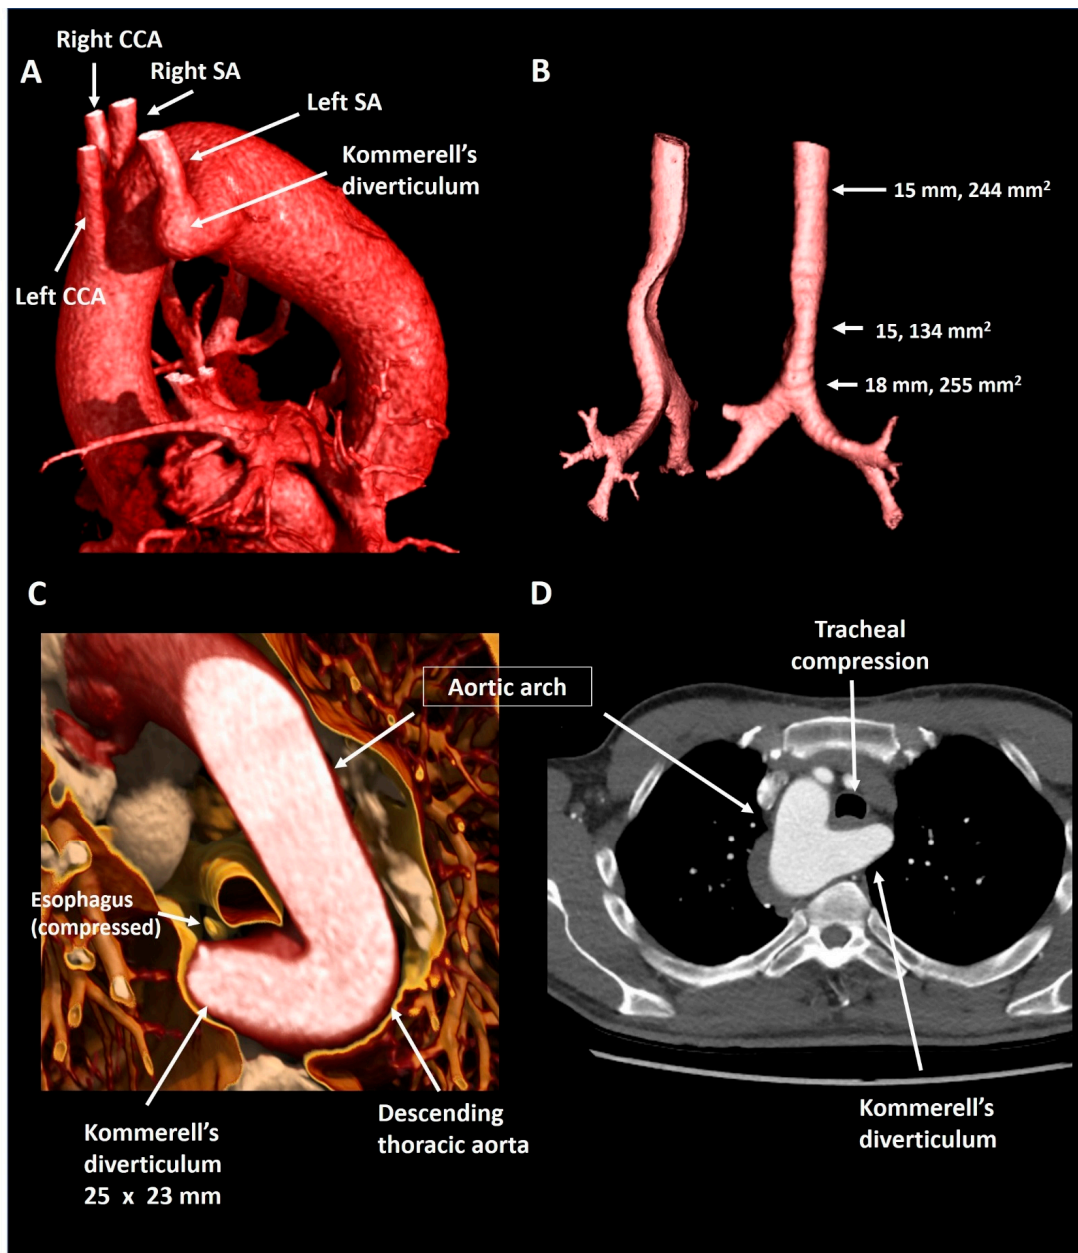 A
Right CCA
Right SA
Left SA
Kommerell's
diverticulum
Left CCA
B
15 mm, 244 mm²
15, 134 mm²
18 mm, 255 mm²
C
Aortic arch
Esophagus
(compressed)
Kommerell's
diverticulum
25 x 23 mm
Descending
thoracic aorta
D
Tracheal
compression
Kommerell's
diverticulum